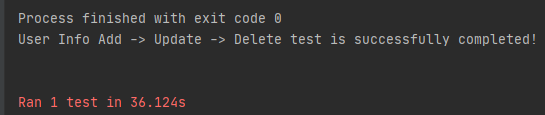 Process finished with exit code 0
User Info Add -> Update -> Delete test is successfully completed!
Ran 1 test in 36.124s